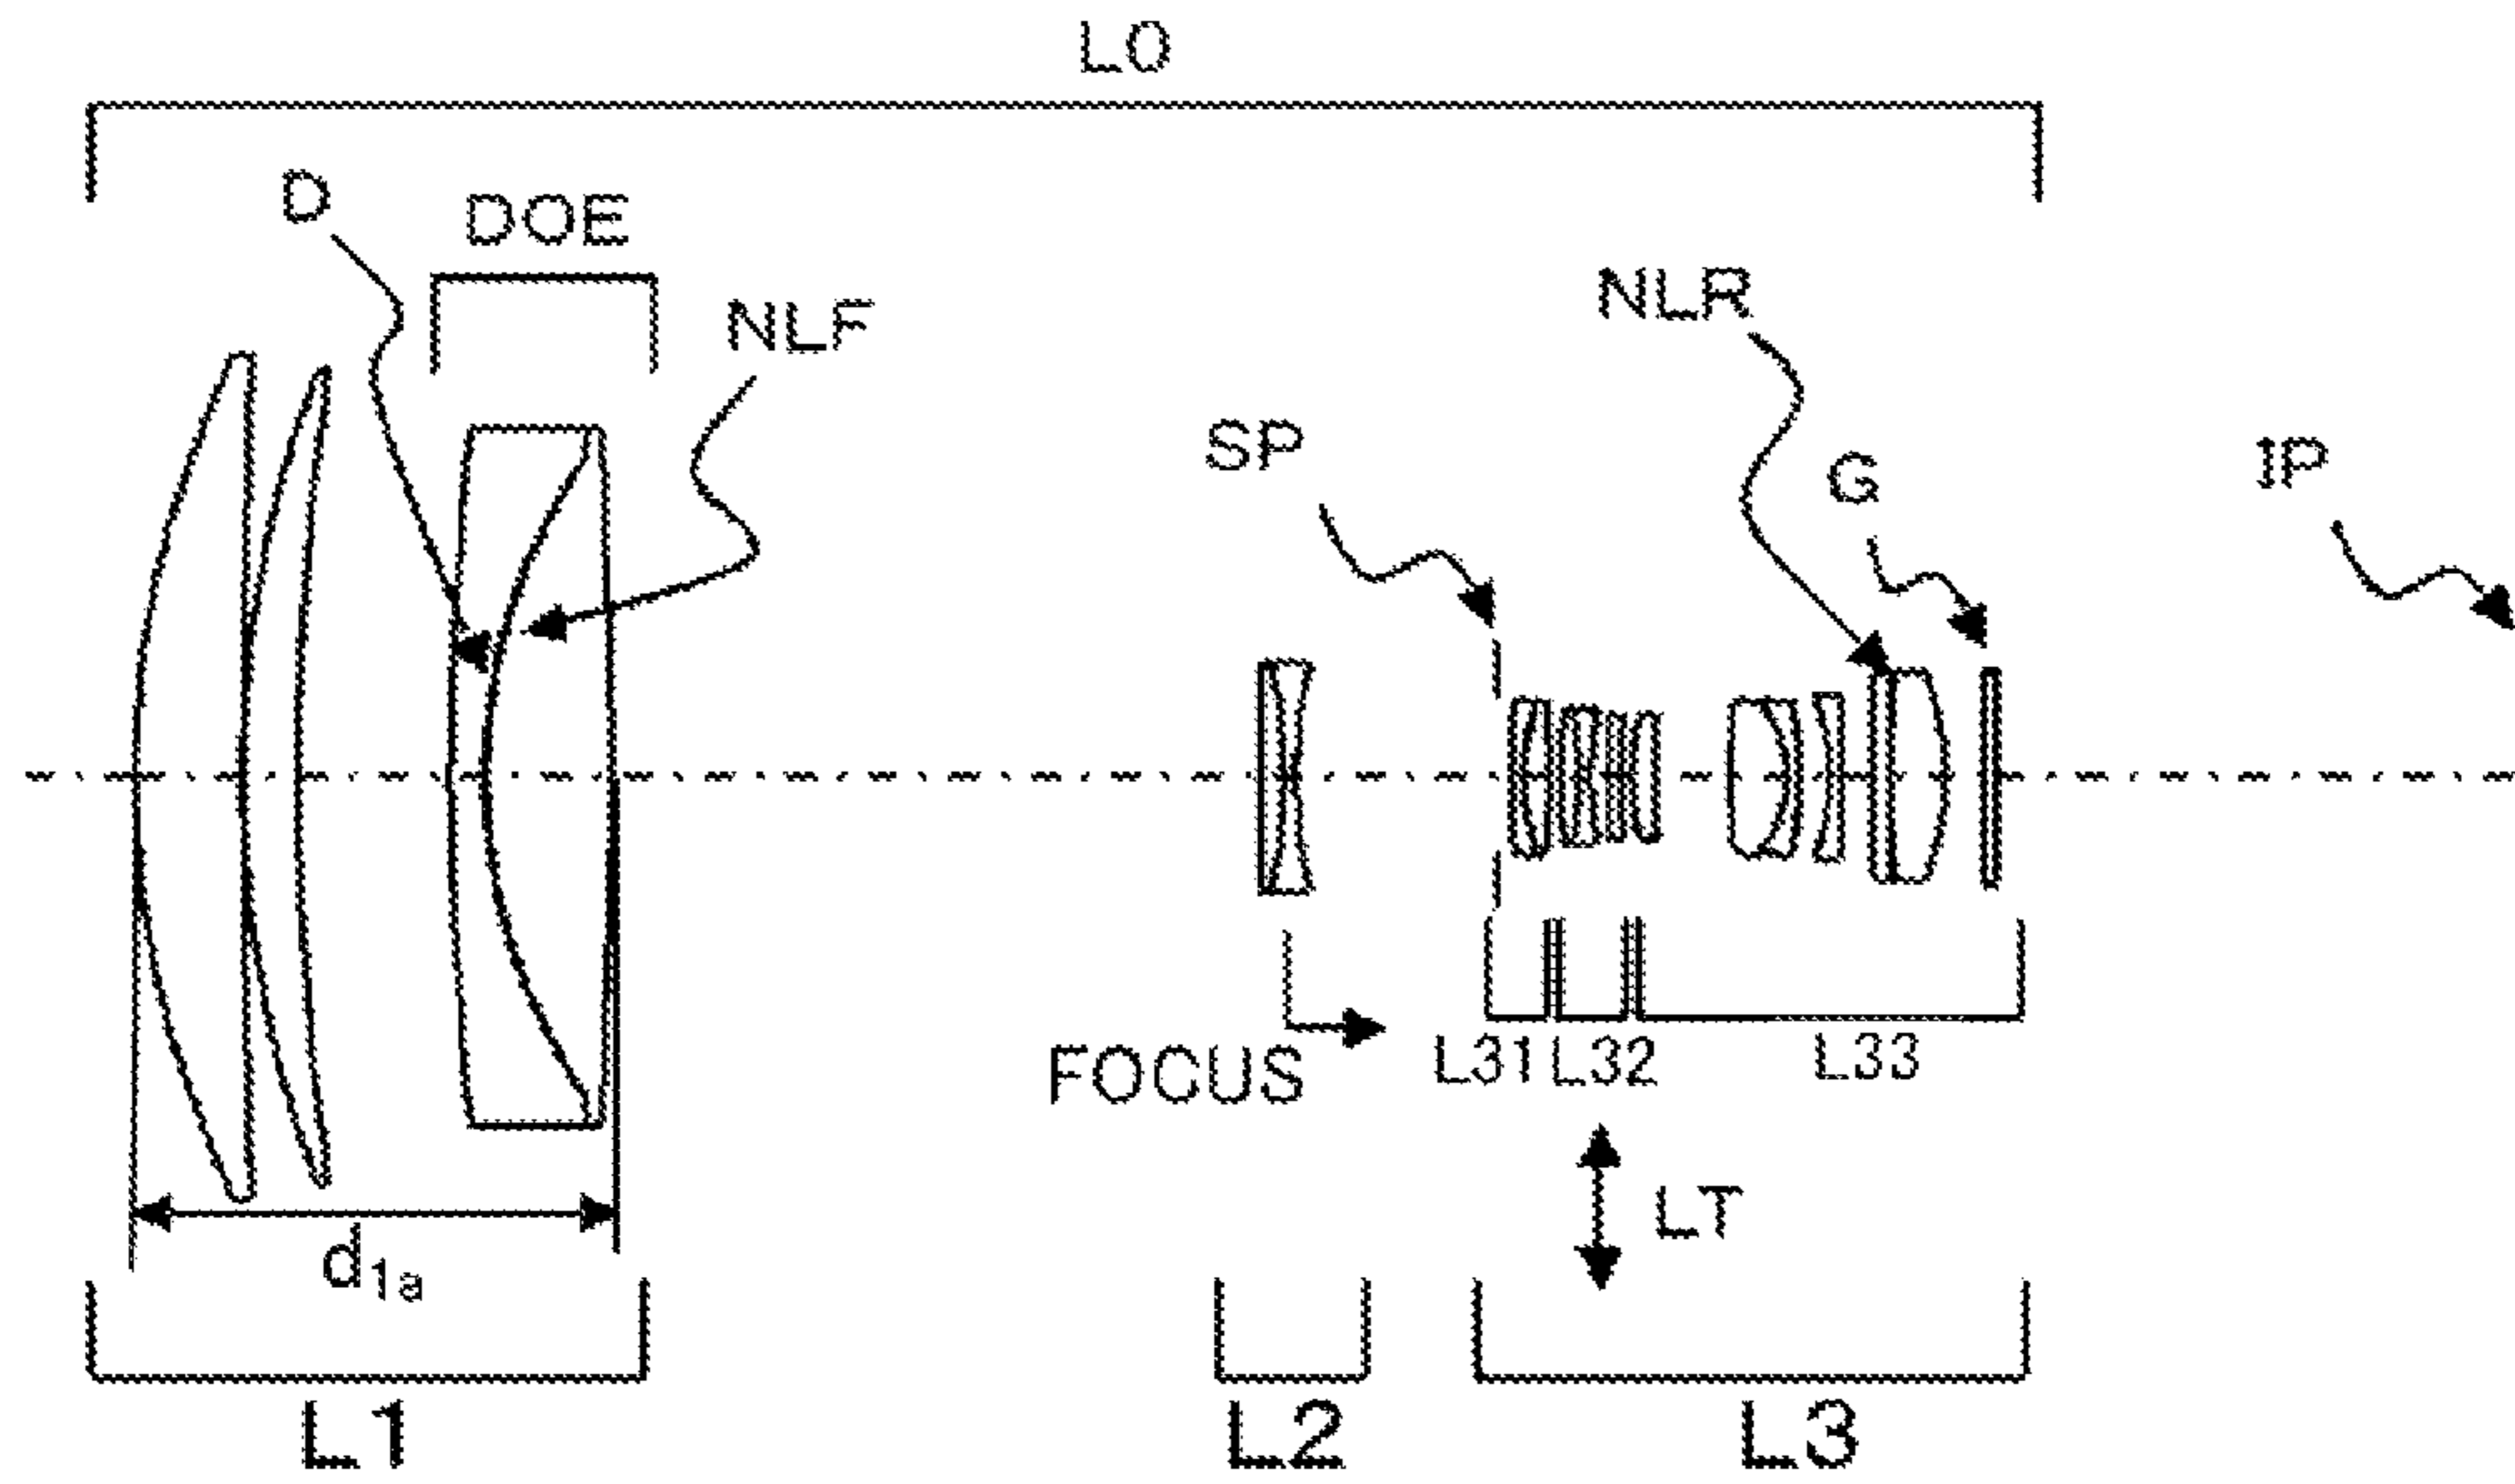 LO
D
DOE
NLF
NLR
SP
G
IP
FOCUS
L31 L32 L33
LT
d1a
L1 L2 L3